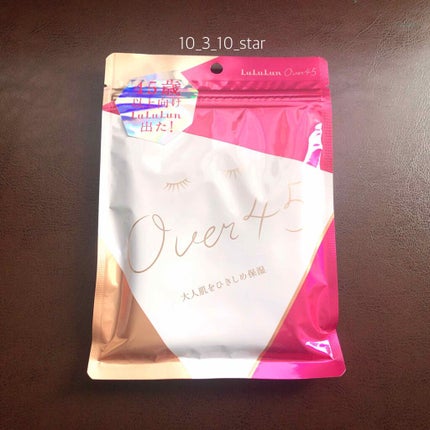 10_3_10_star
LuLuLun Over45
45歳
以上向け
LuLuLun
出た!
Over45
大人肌をひきしめ保湿